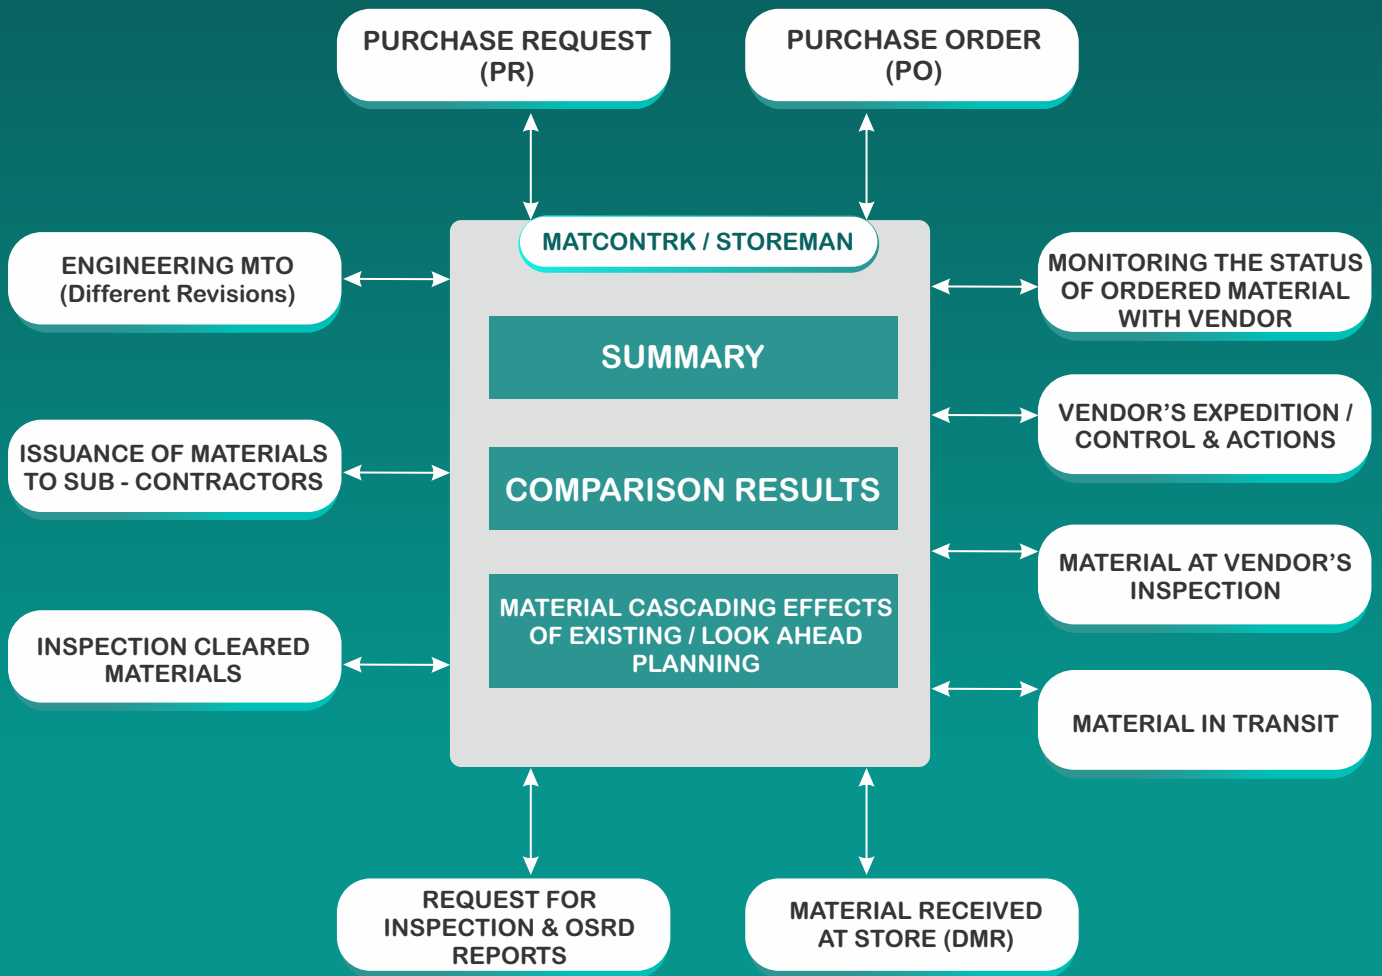 PURCHASE REQUEST
(PR)
PURCHASE ORDER
(PO)
MATCONTRK / STOREMAN
ENGINEERING MTO
(Different Revisions)
ISSUANCE OF MATERIALS
TO SUB - CONTRACTORS
INSPECTION CLEARED
MATERIALS
SUMMARY
COMPARISON RESULTS
MATERIAL CASCADING EFFECTS
OF EXISTING / LOOK AHEAD
PLANNING
MONITORING THE STATUS
OF ORDERED MATERIAL
WITH VENDOR
VENDOR’S EXPEDITION /
CONTROL & ACTIONS
MATERIAL AT VENDOR’S
INSPECTION
MATERIAL IN TRANSIT
REQUEST FOR
INSPECTION & OSRD
REPORTS
MATERIAL RECEIVED
AT STORE (DMR)